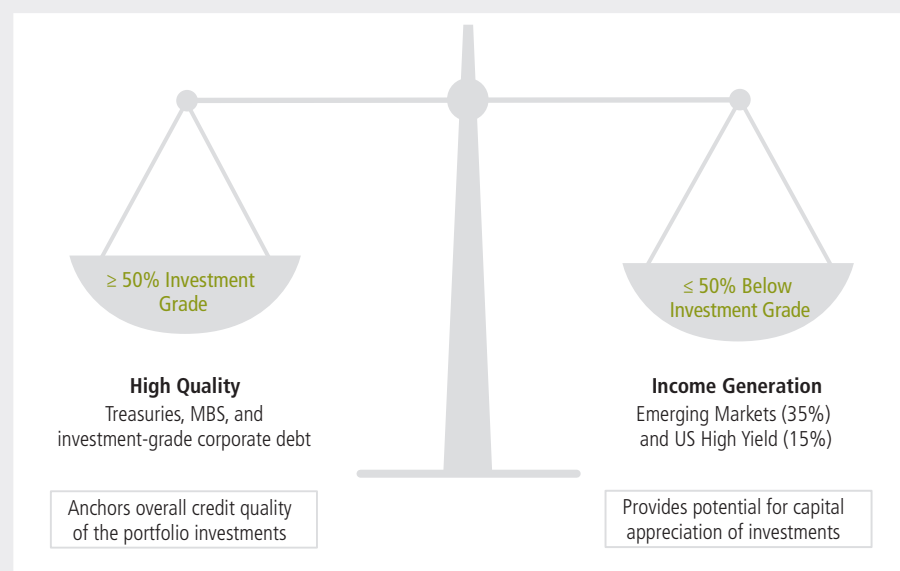 ≥ 50% Investment
Grade
High Quality
Treasuries, MBS, and
investment-grade corporate debt
Anchors overall credit quality
of the portfolio investments
≤ 50% Below
Investment Grade
Income Generation
Emerging Markets (35%)
and US High Yield (15%)
Provides potential for capital
appreciation of investments